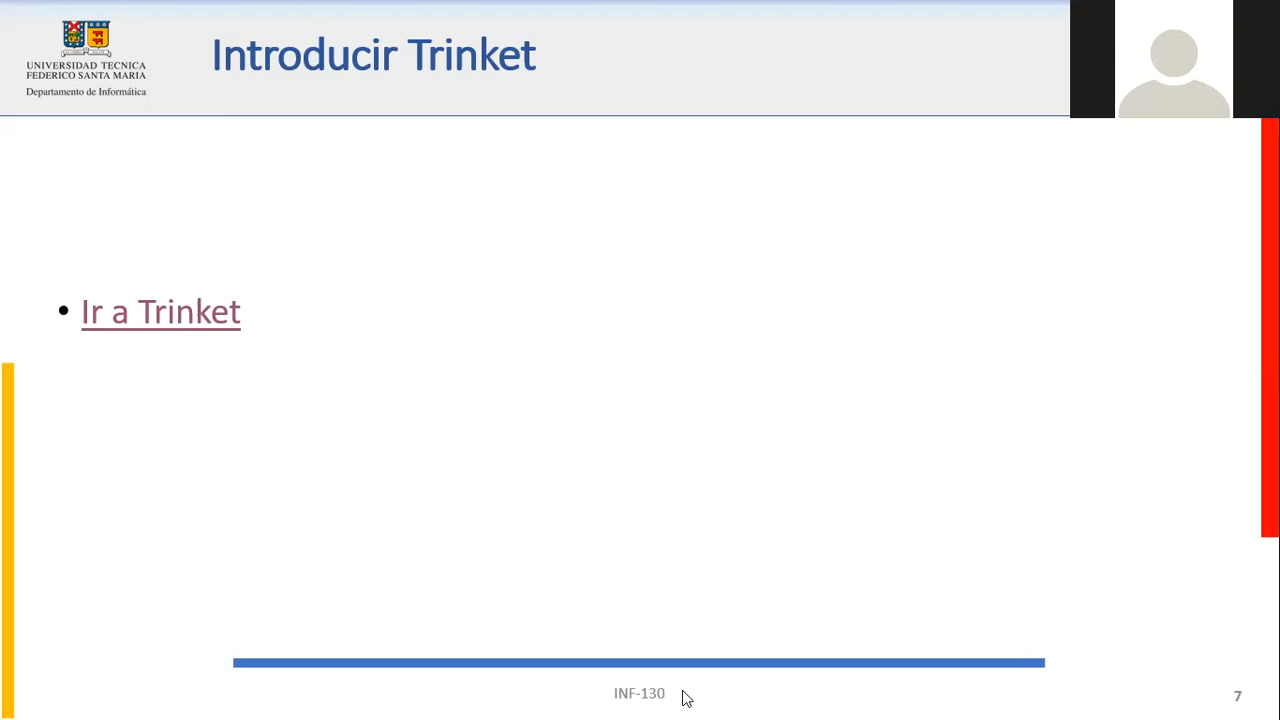 UNIVERSIDAD TECNICA
FEDERICO SANTA MARIA
Departamento de Informática
Introducir Trinket
• Ir a Trinket
INF-130
7